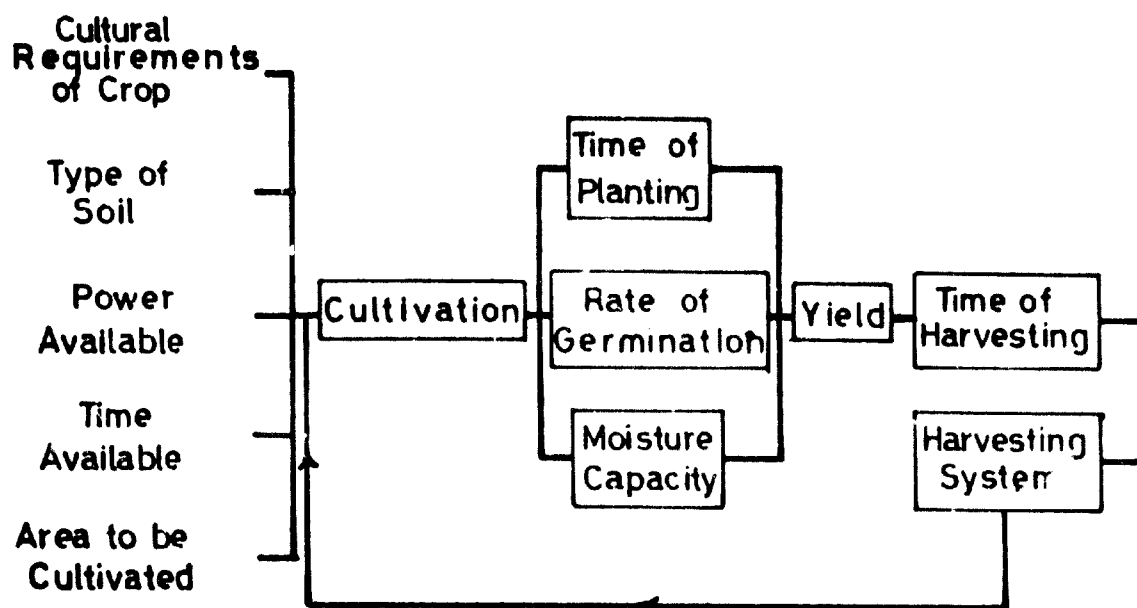 Cultural
Requirements
of Crop
Type of
Soil
Power
Available
Time
Available
Area to be
Cultivated
Cultivation
Time of
Planting
Rate of
Germination
Moisture
Capacity
Yield
Time of
Harvesting
Harvesting
System